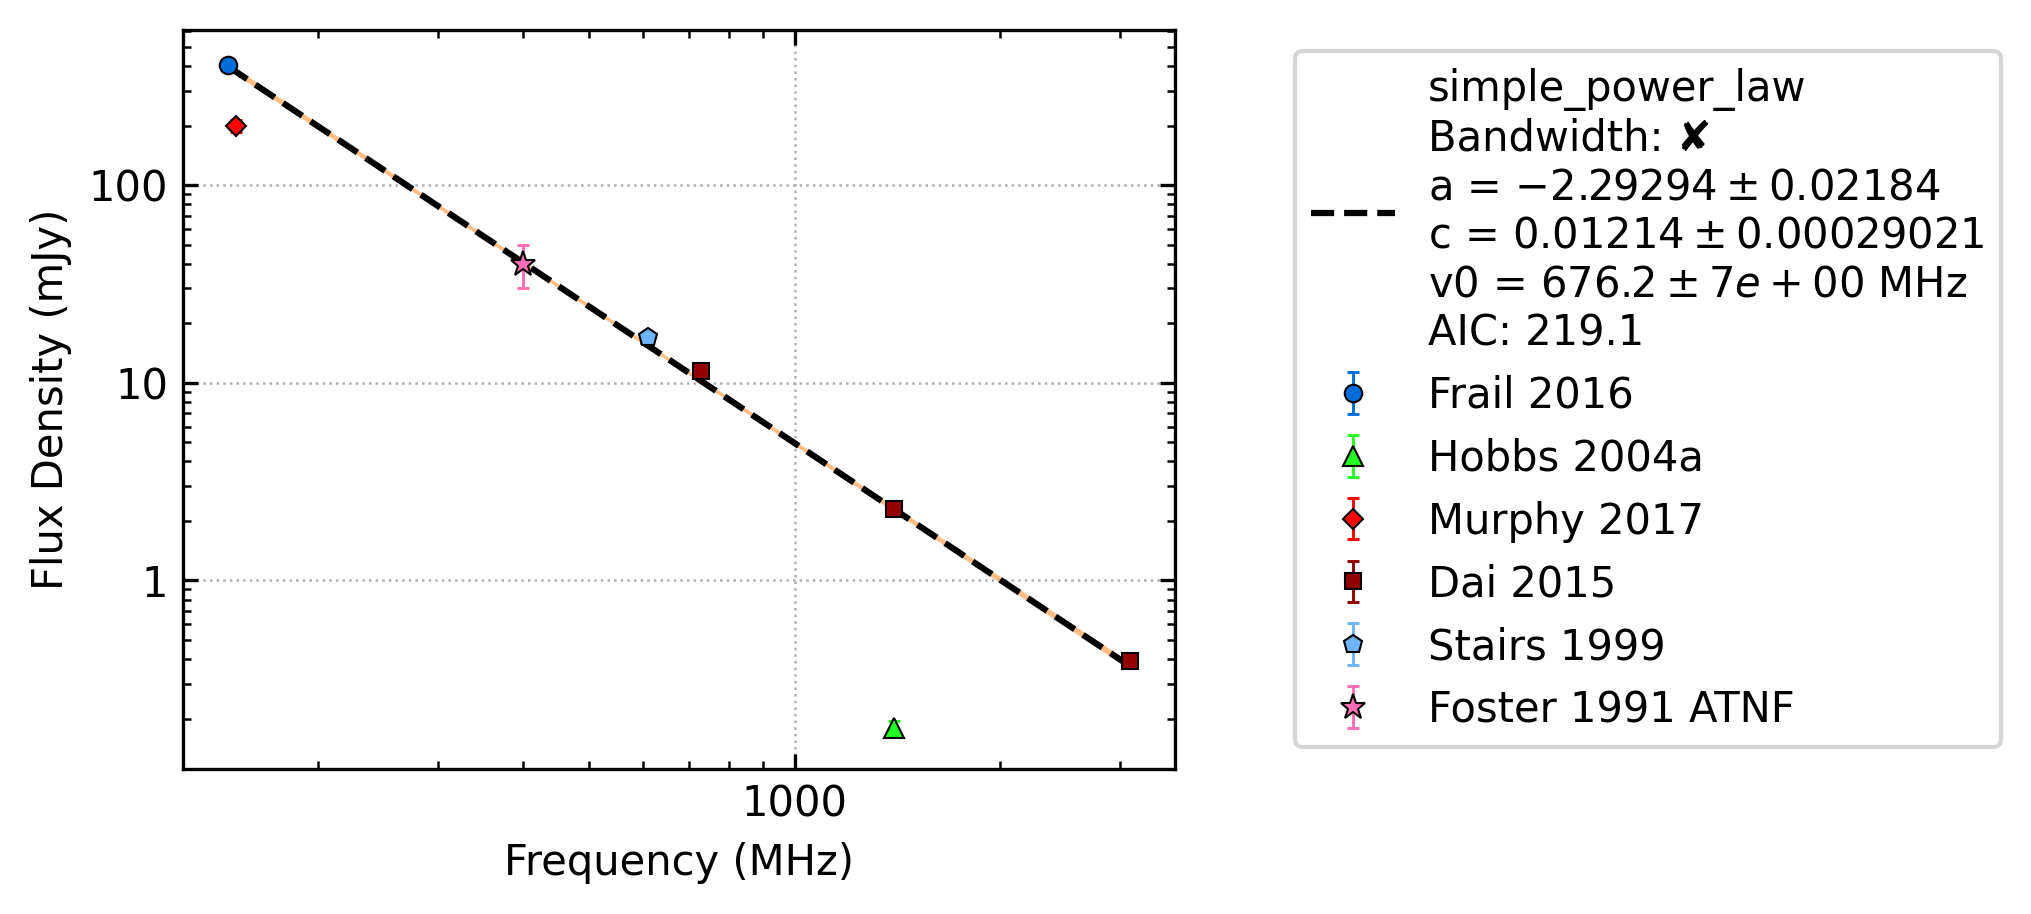 100
10
1
1000
Flux Density (mJy)
Frequency (MHz)
simple_power_law
Bandwidth: ✘
a = −2.29294 ± 0.02184
c = 0.01214 ± 0.00029021
v0 = 676.2 ± 7e + 00 MHz
AIC: 219.1
Frail 2016
Hobbs 2004a
Murphy 2017
Dai 2015
Stairs 1999
Foster 1991 ATNF